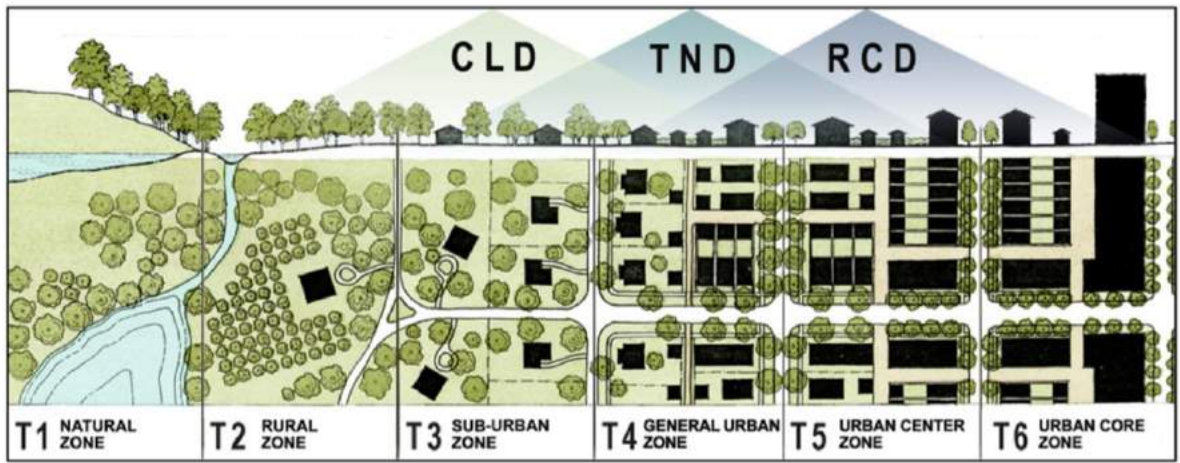 CLD
TND
RCD
T1 NATURAL
ZONE
T2 RURAL
ZONE
T3 SUB-URBAN
ZONE
T4 GENERAL URBAN
ZONE
T5 URBAN CENTER
ZONE
T6 URBAN CORE
ZONE